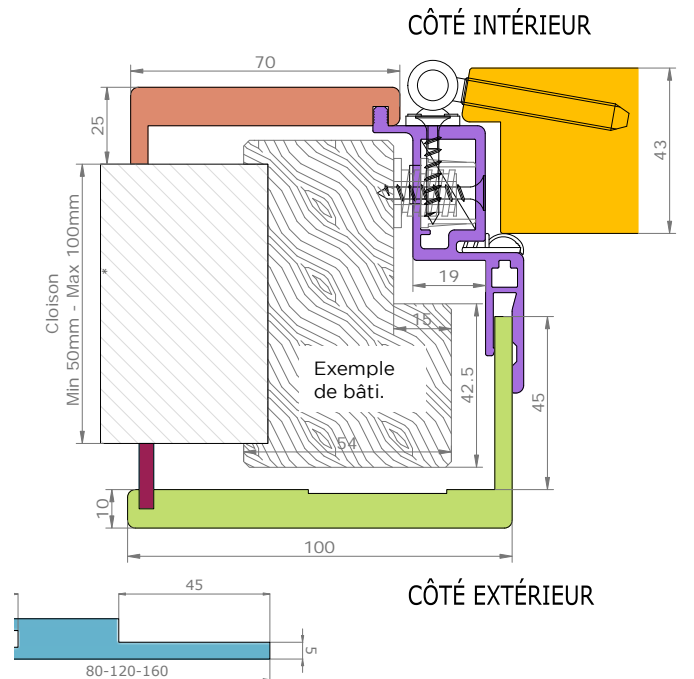 CÔTÉ INTÉRIEUR
70
25
43
Cloison
Min 50mm - Max 100mm
*
19
15
Exemple
de bâti.
42.5
45
54
10
100
CÔTÉ EXTÉRIEUR
45
5
80-120-160